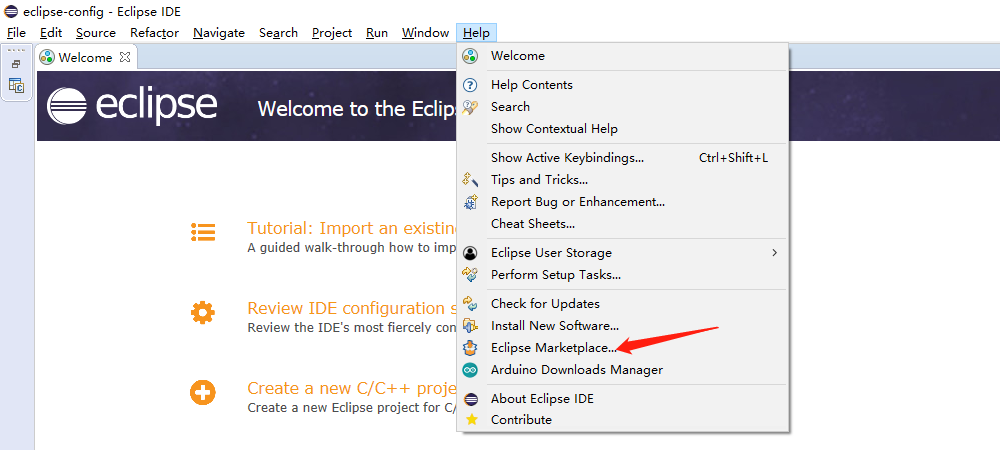 eclipse-config - Eclipse IDE
File Edit Source Refactor Navigate Search Project Run Window Help
Welcome
eclipse Welcome to the Eclips
Tutorial: Import an existing
A guided walk-through how to imp
Review IDE configuration s
Review the IDE's most fiercely con
Create a new C/C++ proje
Create a new Eclipse project for C/
Welcome
Help Contents
Search
Show Contextual Help
Show Active Keybindings... Ctrl+Shift+L
Tips and Tricks...
Report Bug or Enhancement...
Cheat Sheets...
Eclipse User Storage
Perform Setup Tasks...
Check for Updates
Install New Software...
Eclipse Marketplace...
Arduino Downloads Manager
About Eclipse IDE
Contribute